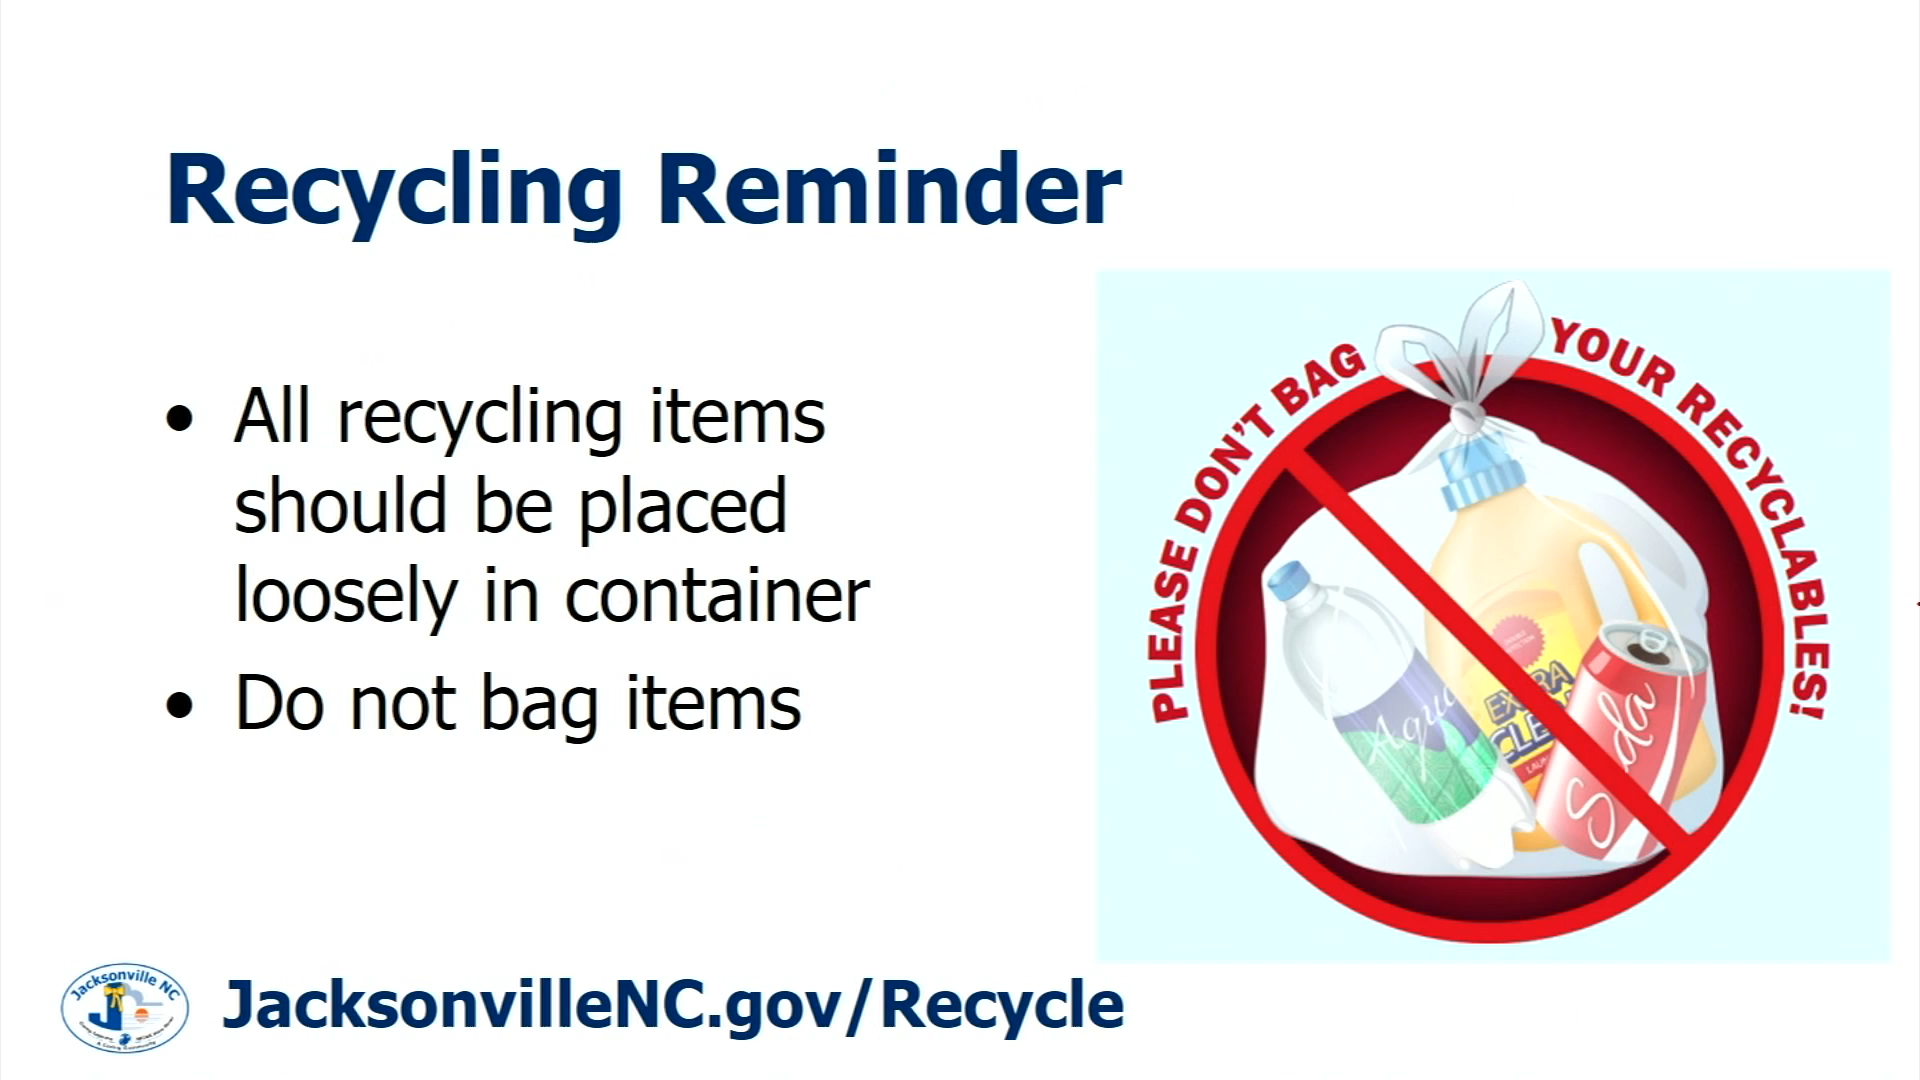 Recycling Reminder
• All recycling items
should be placed
loosely in container
• Do not bag items
PLEASE DON'T BAG YOUR RECYCLABLES!
Aqua
EXTRA
CLE
Soda
Jacksonville NC
JacksonvilleNC.gov/Recycle